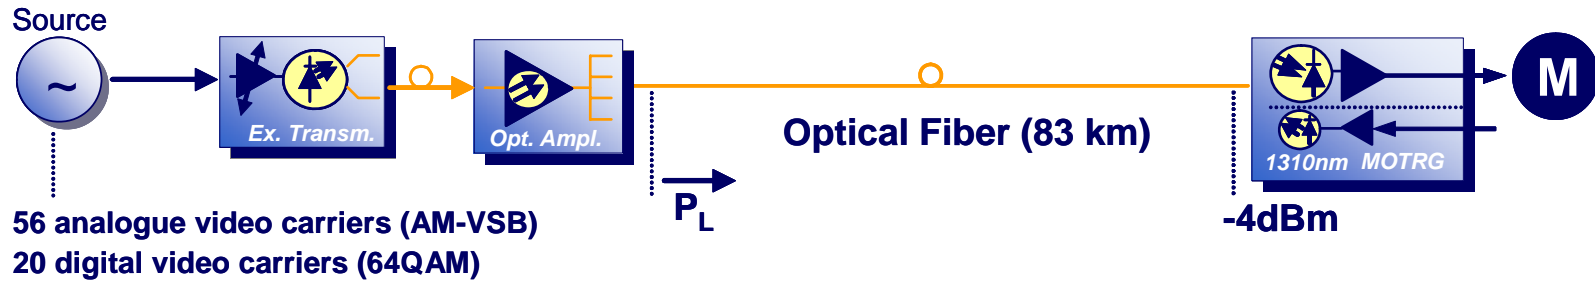 Source
~
Ex. Transm.
Opt. Ampl.
Optical Fiber (83 km)
1310nm MOTRG
M
PL
-4dBm
56 analogue video carriers (AM-VSB)
20 digital video carriers (64QAM)